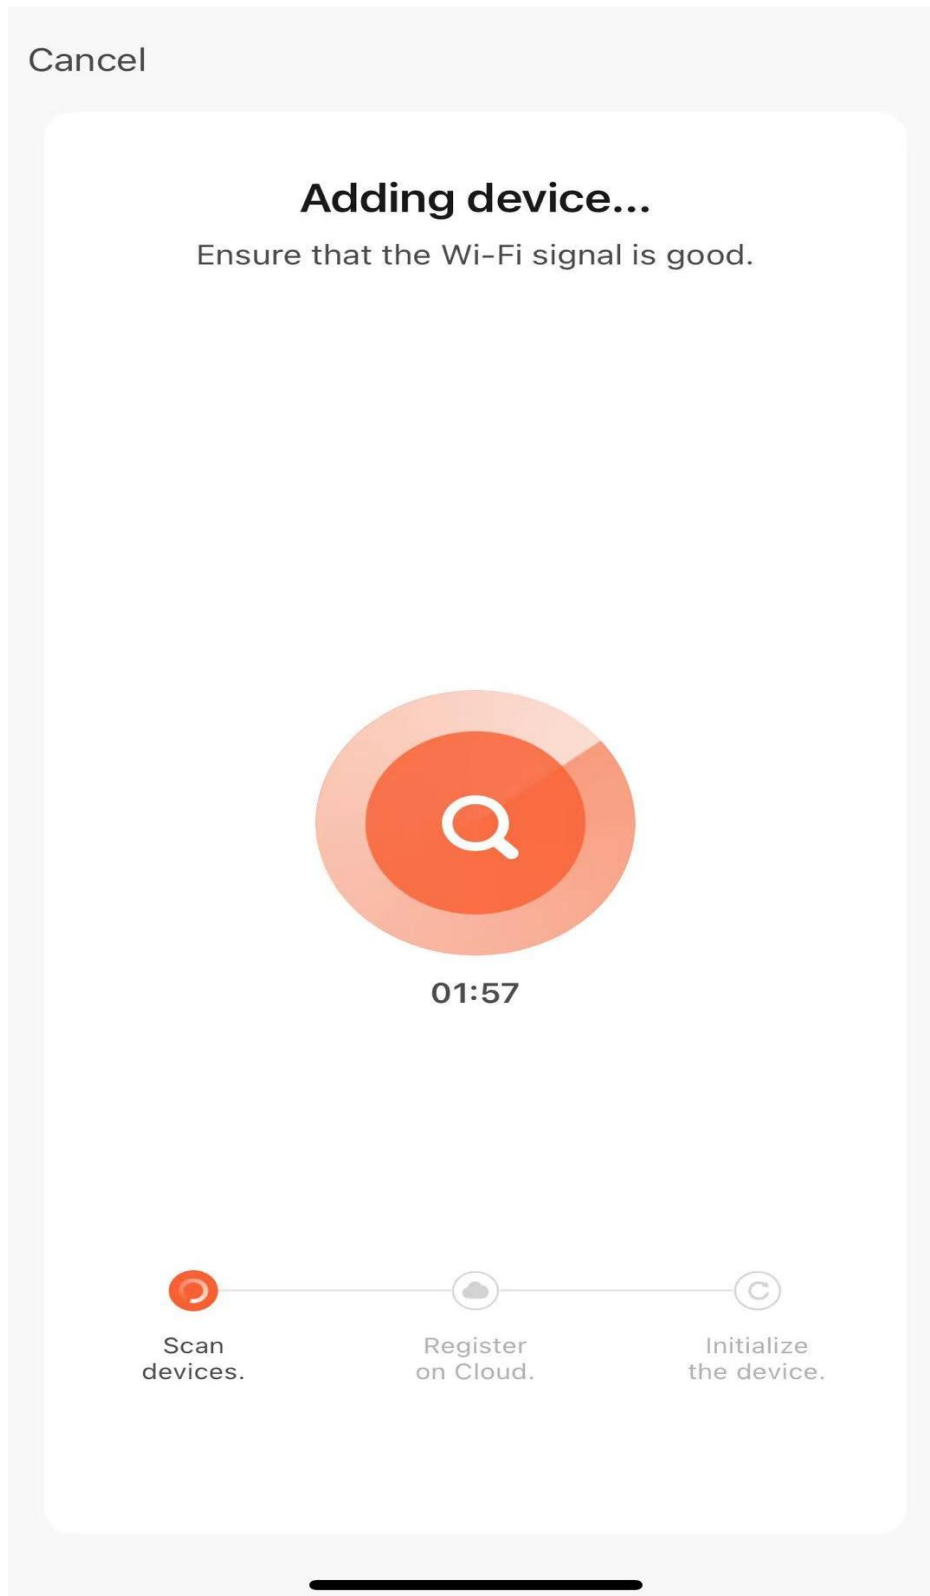 Cancel
Adding device...
Ensure that the Wi-Fi signal is good.
01:57
Scan
devices.
Register
on Cloud.
Initialize
the device.